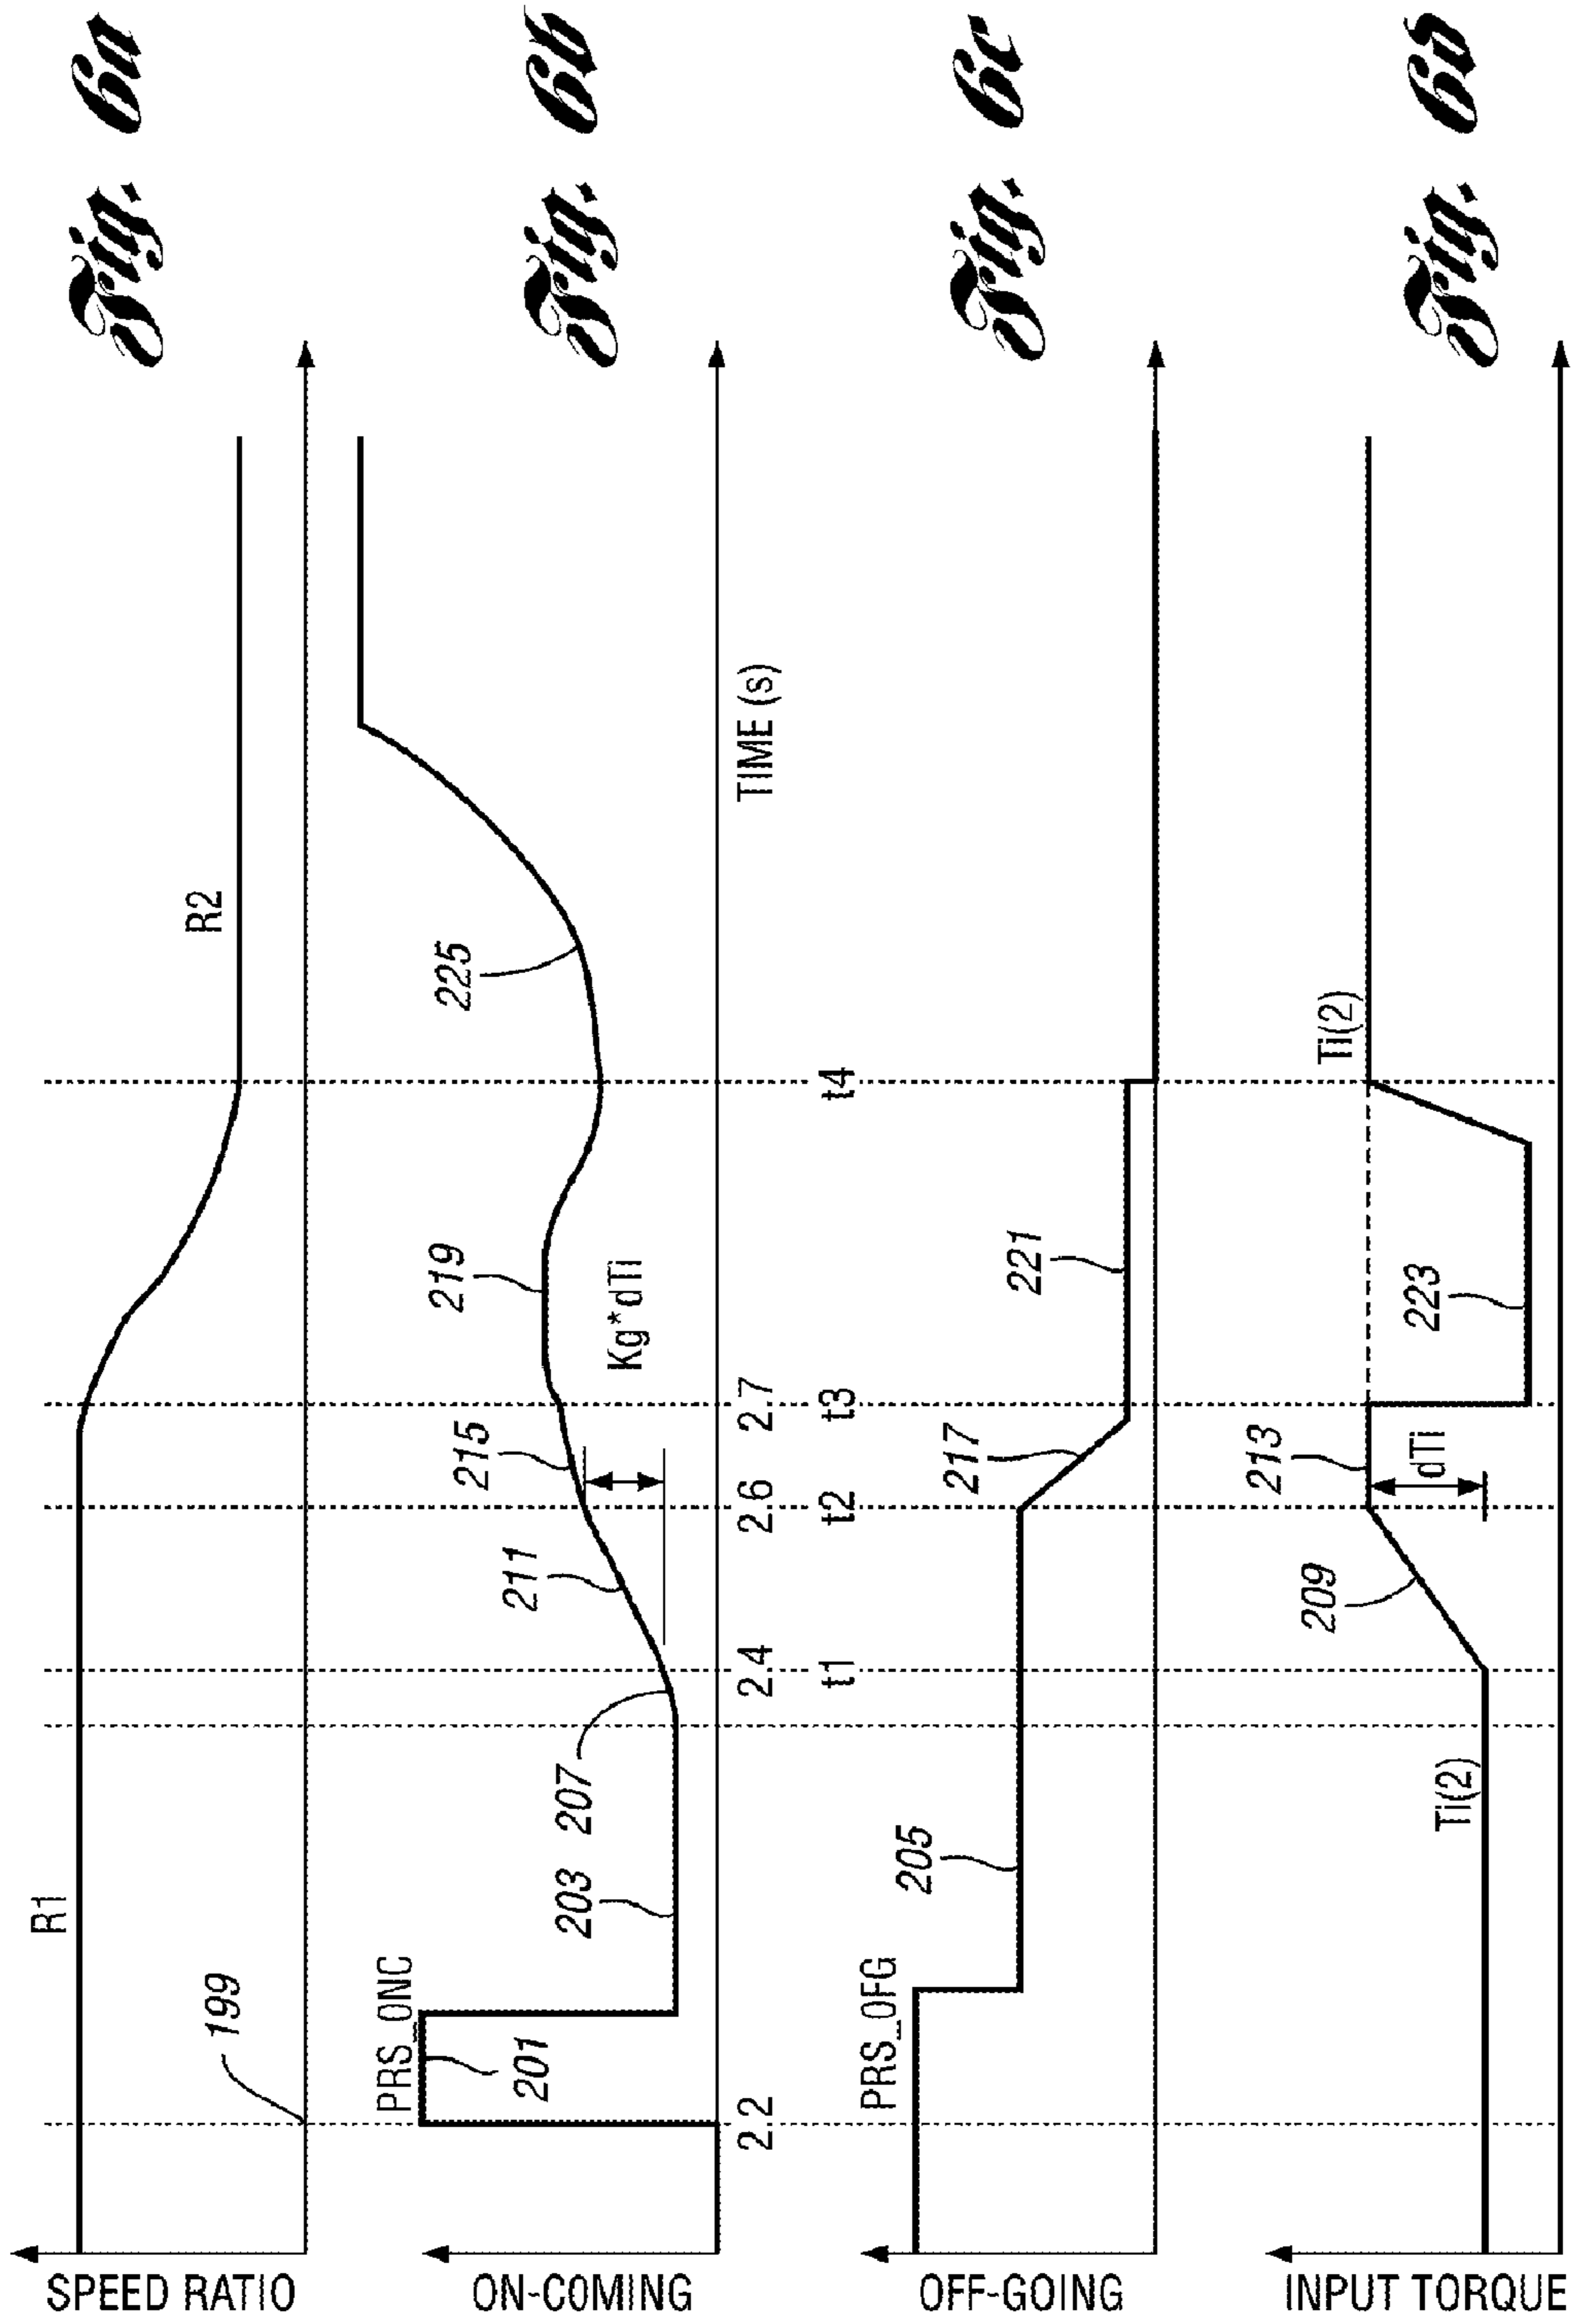 SPEED RATIO
R1
199
R2
Fig. 6a
ON-COMING
PRS_ONC
201
203
207
211
215
219
Kg*dTi
225
2.2
2.4
2.6
2.7
TIME (s)
t1
t2
t3
t4
Fig. 6b
OFF-GOING
PRS_OFG
205
217
221
Fig. 6c
INPUT TORQUE
Ti(2)
209
213
dTi
223
Ti(2)
Fig. 6d